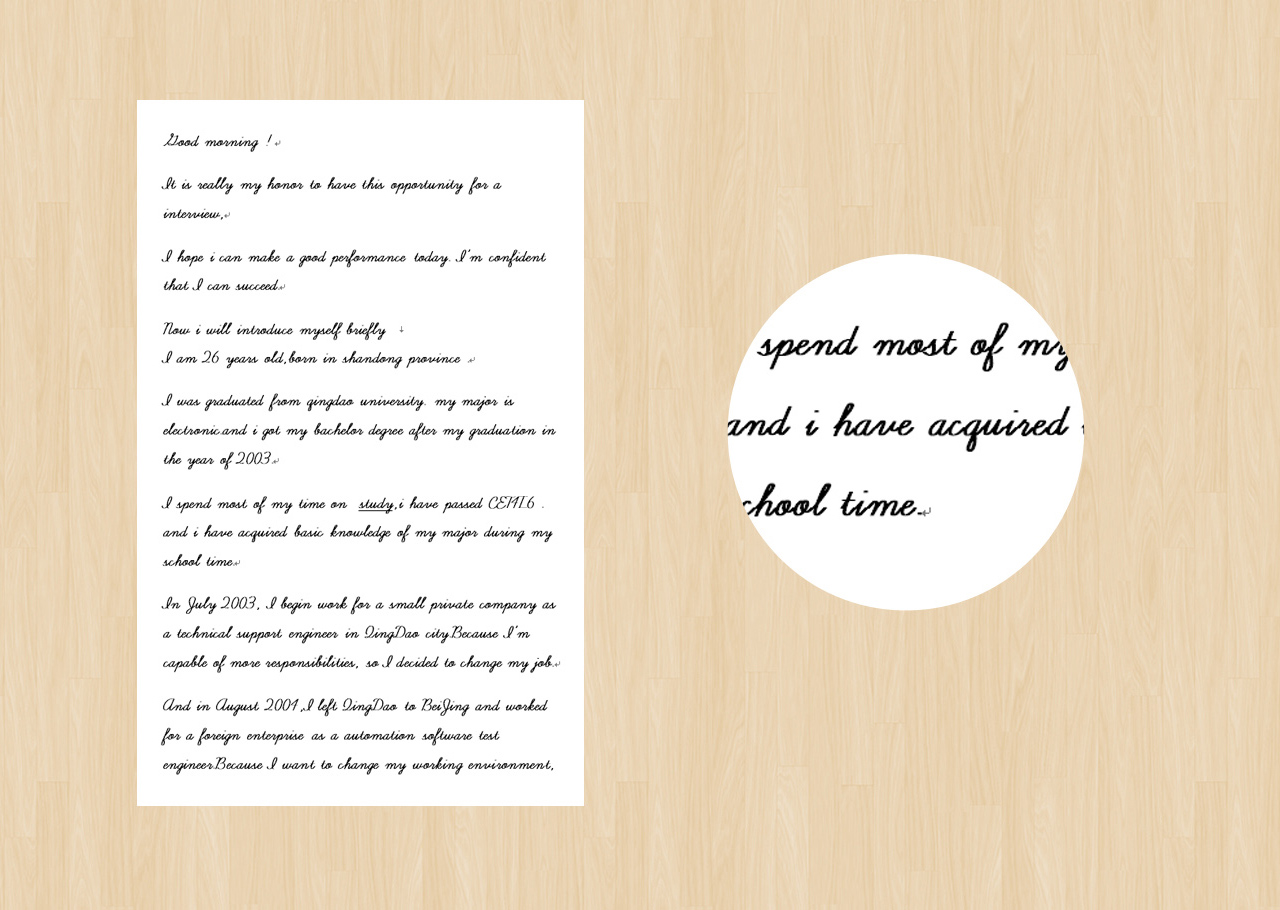 Good morning !
It is really my honor to have this opportunity for a
interview,
I hope i can make a good performance today. I'm confident
that I can succeed.
Now i will introduce myself briefly
I am 26 years old,born in shandong province
I was graduated from qingdao university. my major is
electronic.and i got my bachelor degree after my graduation in
the year of 2003.
I spend most of my time on study,i have passed CET4.6 .
and i have acquired basic knowledge of my major during my
school time.
In July 2003, I begin work for a small private company as
a technical support engineer in QingDao city.Because I'm
capable of more responsibilities, so I decided to change my job.
And in August 2004,I left QingDao to BeiJing and worked
for a foreign enterprise as a automation software test
engineer.Because I want to change my working environment,
spend most of my
and i have acquired
school time.